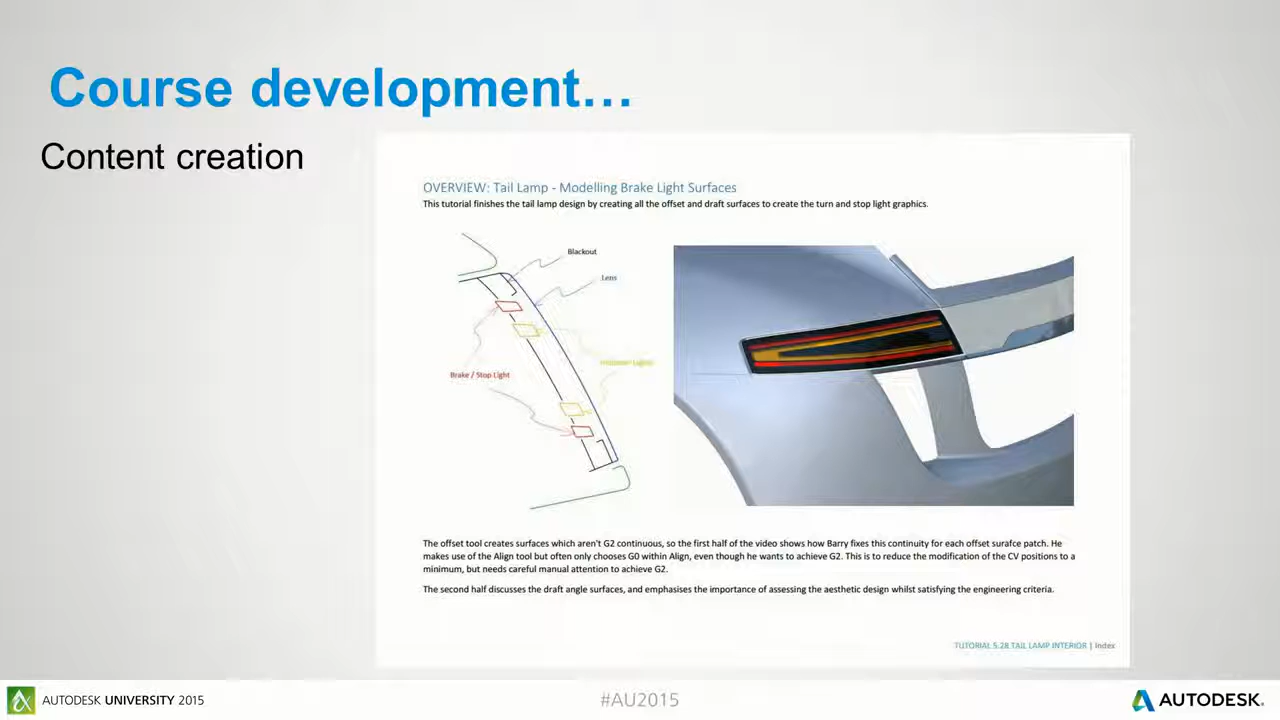 Course development…
Content creation
OVERVIEW: Tail Lamp - Modelling Brake Light Surfaces
This tutorial finishes the tail lamp design by creating all the offset and draft surfaces to create the turn and stop light graphics.
Blackout
Lens
Brake / Stop Light
The offset tool creates surfaces which aren't G2 continuous, so the first half of the video shows how Barry fixes this continuity for each offset surafce patch. He
makes use of the Align tool but often only chooses G0 within Align, even though he wants to achieve G2. This is to reduce the modification of the CV positions to a
minimum, but needs careful manual attention to achieve G2.
The second half discusses the draft angle surfaces, and emphasises the importance of assessing the aesthetic design whilst satisfying the engineering criteria.
TUTORIAL 5.28 TAIL LAMP INTERIOR | Index
AUTODESK UNIVERSITY 2015
#AU2015
AUTODESK.